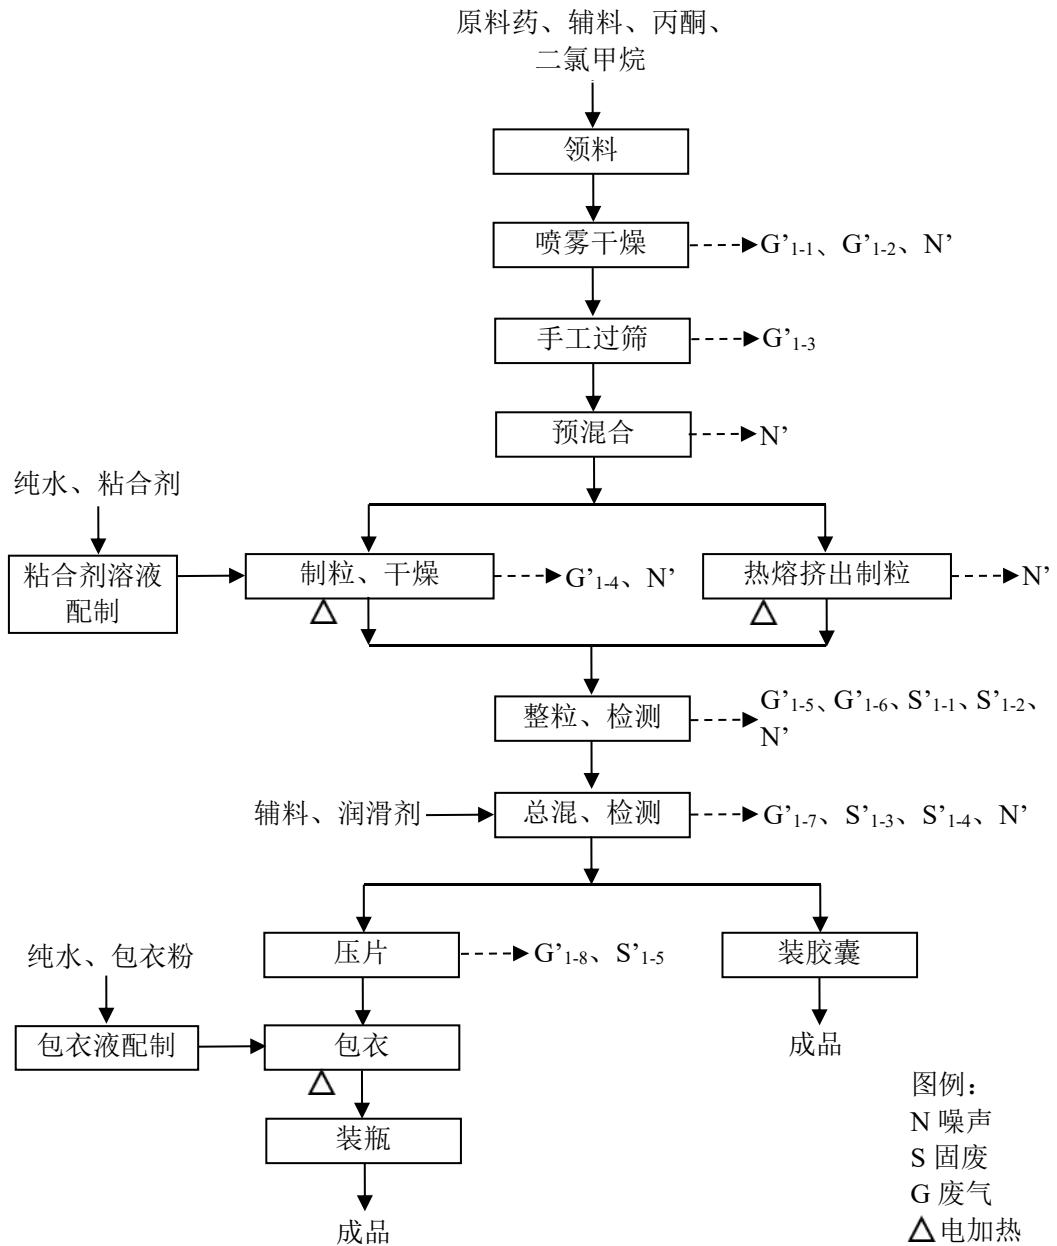 原料药、辅料、丙酮、
二氯甲烷
领料
喷雾干燥
G’1-1、G’1-2、N’
手工过筛
G’1-3
预混合
N’
纯水、粘合剂
粘合剂溶液
配制
制粒、干燥
G’1-4、N’
热熔挤出制粒
N’
整粒、检测
G’1-5、G’1-6、S’1-1、S’1-2、
N’
辅料、润滑剂
总混、检测
G’1-7、S’1-3、S’1-4、N’
压片
G’1-8、S’1-5
装胶囊
纯水、包衣粉
包衣液配制
包衣
成品
装瓶
成品
图例：
N 噪声
S 固废
G 废气
△电加热